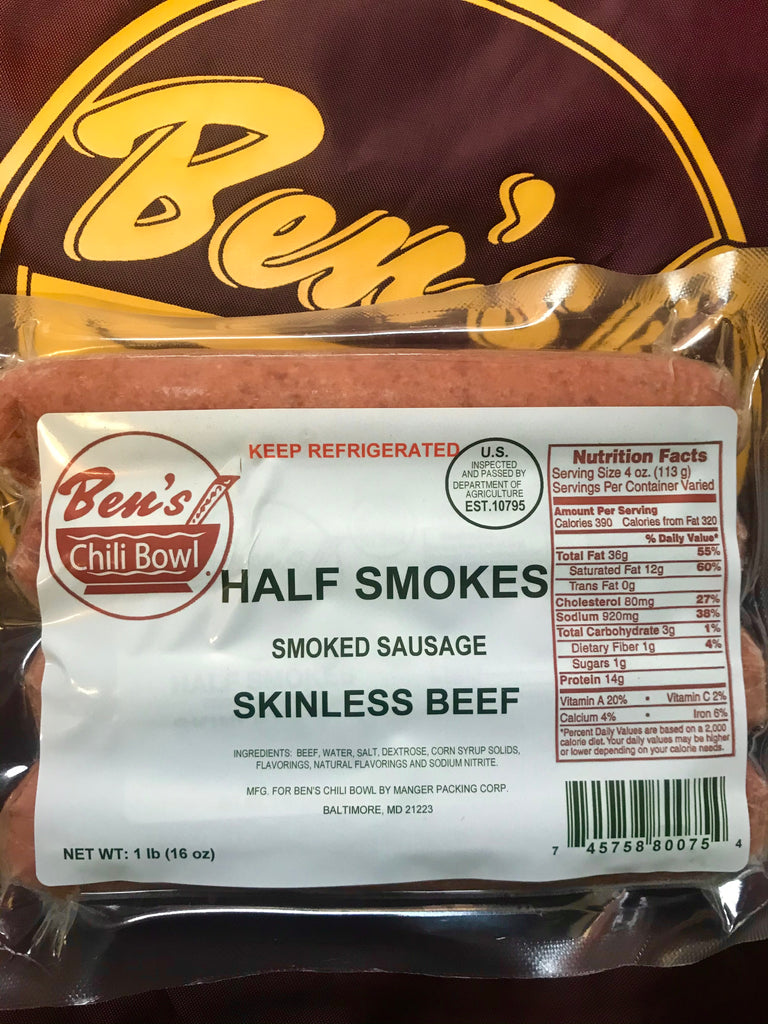 Ben's
KEEP REFRIGERATED
U.S.
INSPECTED
AND PASSED BY
DEPARTMENT OF
AGRICULTURE
EST.10795
Ben's
Chili Bowl
HALF SMOKES
SMOKED SAUSAGE
SKINLESS BEEF
INGREDIENTS: BEEF, WATER, SALT, DEXTROSE, CORN SYRUP SOLIDS,
FLAVORINGS, NATURAL FLAVORINGS AND SODIUM NITRITE.
MFG. FOR BEN'S CHILI BOWL BY MANGER PACKING CORP.
BALTIMORE, MD 21223
NET WT: 1 lb (16 oz)
Nutrition Facts
Serving Size 4 oz. (113 g)
Servings Per Container Varied
Amount Per Serving
Calories 390 Calories from Fat 320
% Daily Value*
Total Fat 36g 55%
Saturated Fat 12g 60%
Trans Fat 0g
Cholesterol 80mg 27%
Sodium 920mg 38%
Total Carbohydrate 3g 1%
Dietary Fiber 1g 4%
Sugars 1g
Protein 14g
Vitamin A 20% • Vitamin C 2%
Calcium 4% • Iron 6%
*Percent Daily Values are based on a 2,000
calorie diet. Your daily values may be higher
or lower depending on your calorie needs.
7 45758 80075 4